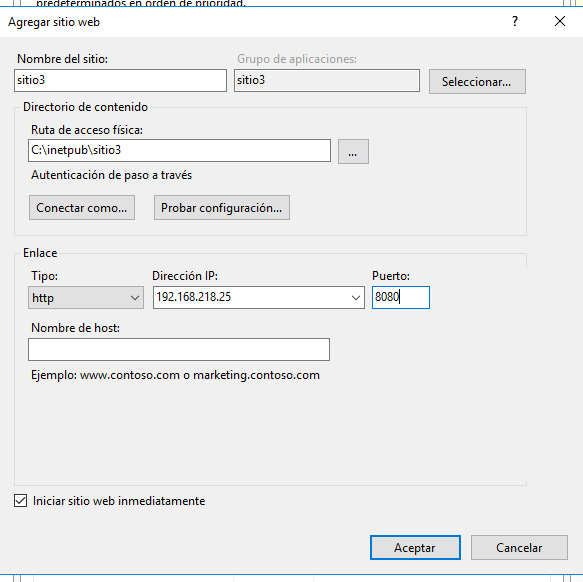 predeterminados en orden de prioridad.
Agregar sitio web
Nombre del sitio:
Grupo de aplicaciones:
sitio3
sitio3
Seleccionar...
Directorio de contenido
Ruta de acceso física:
C:\inetpub\sitio3
...
Autenticación de paso a través
Conectar como...
Probar configuración...
Enlace
Tipo:
Dirección IP:
Puerto:
http
192.168.218.25
8080
Nombre de host:
Ejemplo: www.contoso.com o marketing.contoso.com
Iniciar sitio web inmediatamente
Aceptar
Cancelar